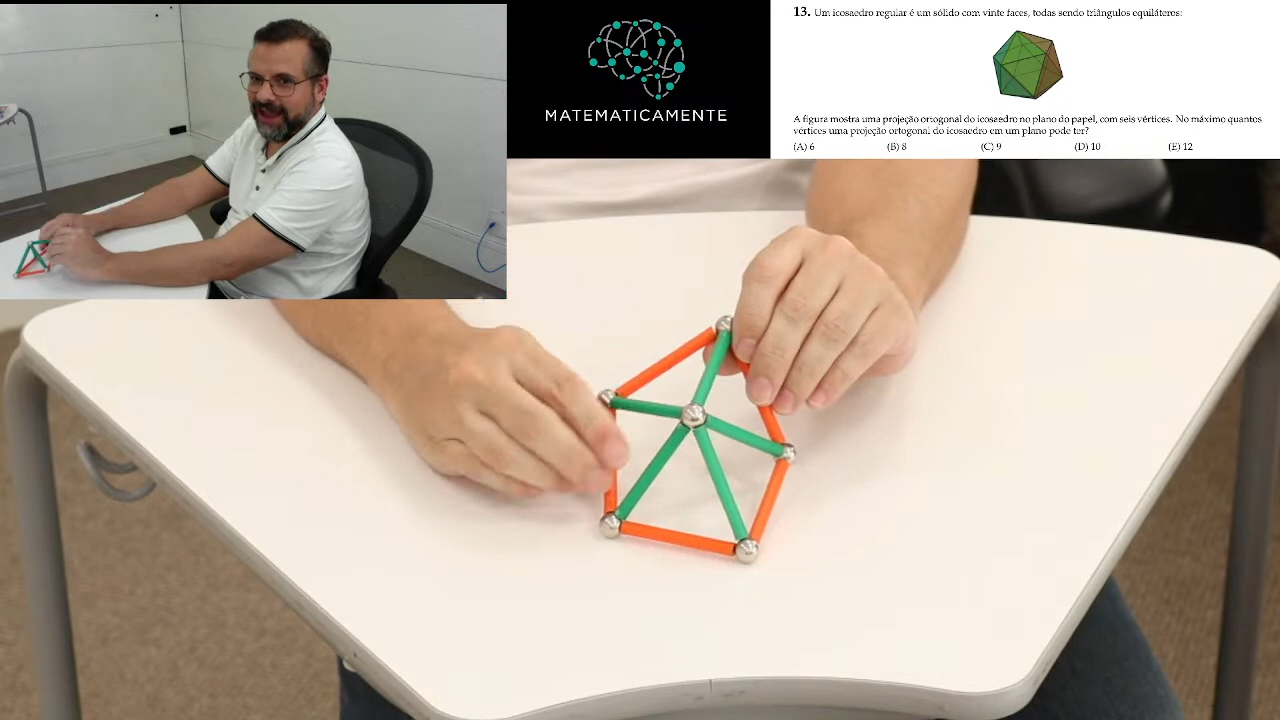 MATEMATICAMENTE
13. Um icosaedro regular é um sólido com vinte faces, todas sendo triângulos equiláteros:
A figura mostra uma projeção ortogonal do icosaedro no plano do papel, com seis vértices. No máximo quantos
vértices uma projeção ortogonal do icosaedro em um plano pode ter?
(A) 6 (B) 8 (C) 9 (D) 10 (E) 12